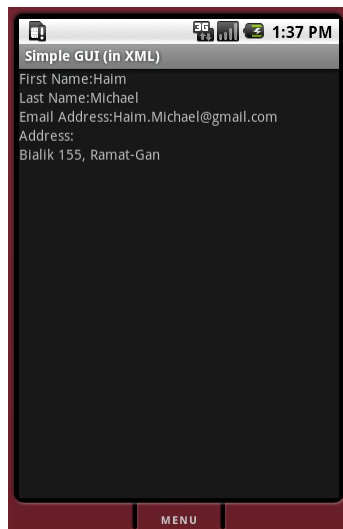 3G 1:37 PM
Simple GUI (in XML)
First Name:Haim
Last Name:Michael
Email Address:Haim.Michael@gmail.com
Address:
Bialik 155, Ramat-Gan
MENU